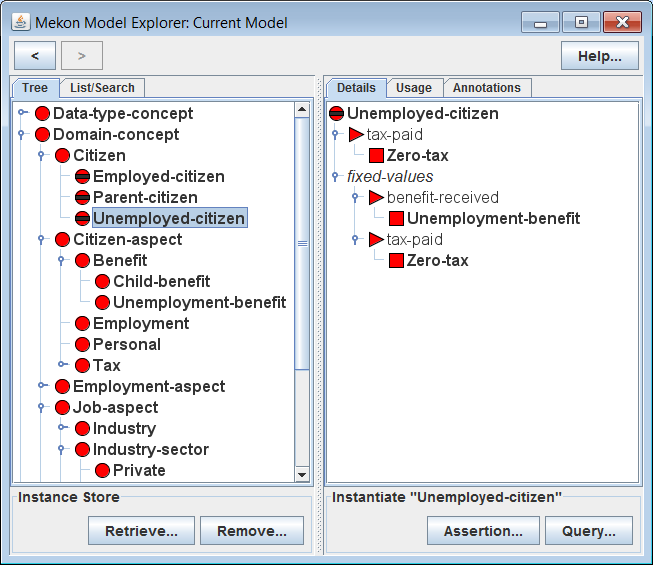 Mekon Model Explorer: Current Model
< > Help...
Tree List/Search
Data-type-concept
Domain-concept
Citizen
Employed-citizen
Parent-citizen
Unemployed-citizen
Citizen-aspect
Benefit
Child-benefit
Unemployment-benefit
Employment
Personal
Tax
Employment-aspect
Job-aspect
Industry
Industry-sector
Private
Instance Store
Retrieve... Remove...
Details Usage Annotations
Unemployed-citizen
tax-paid
Zero-tax
fixed-values
benefit-received
Unemployment-benefit
tax-paid
Zero-tax
Instantiate "Unemployed-citizen"
Assertion... Query...